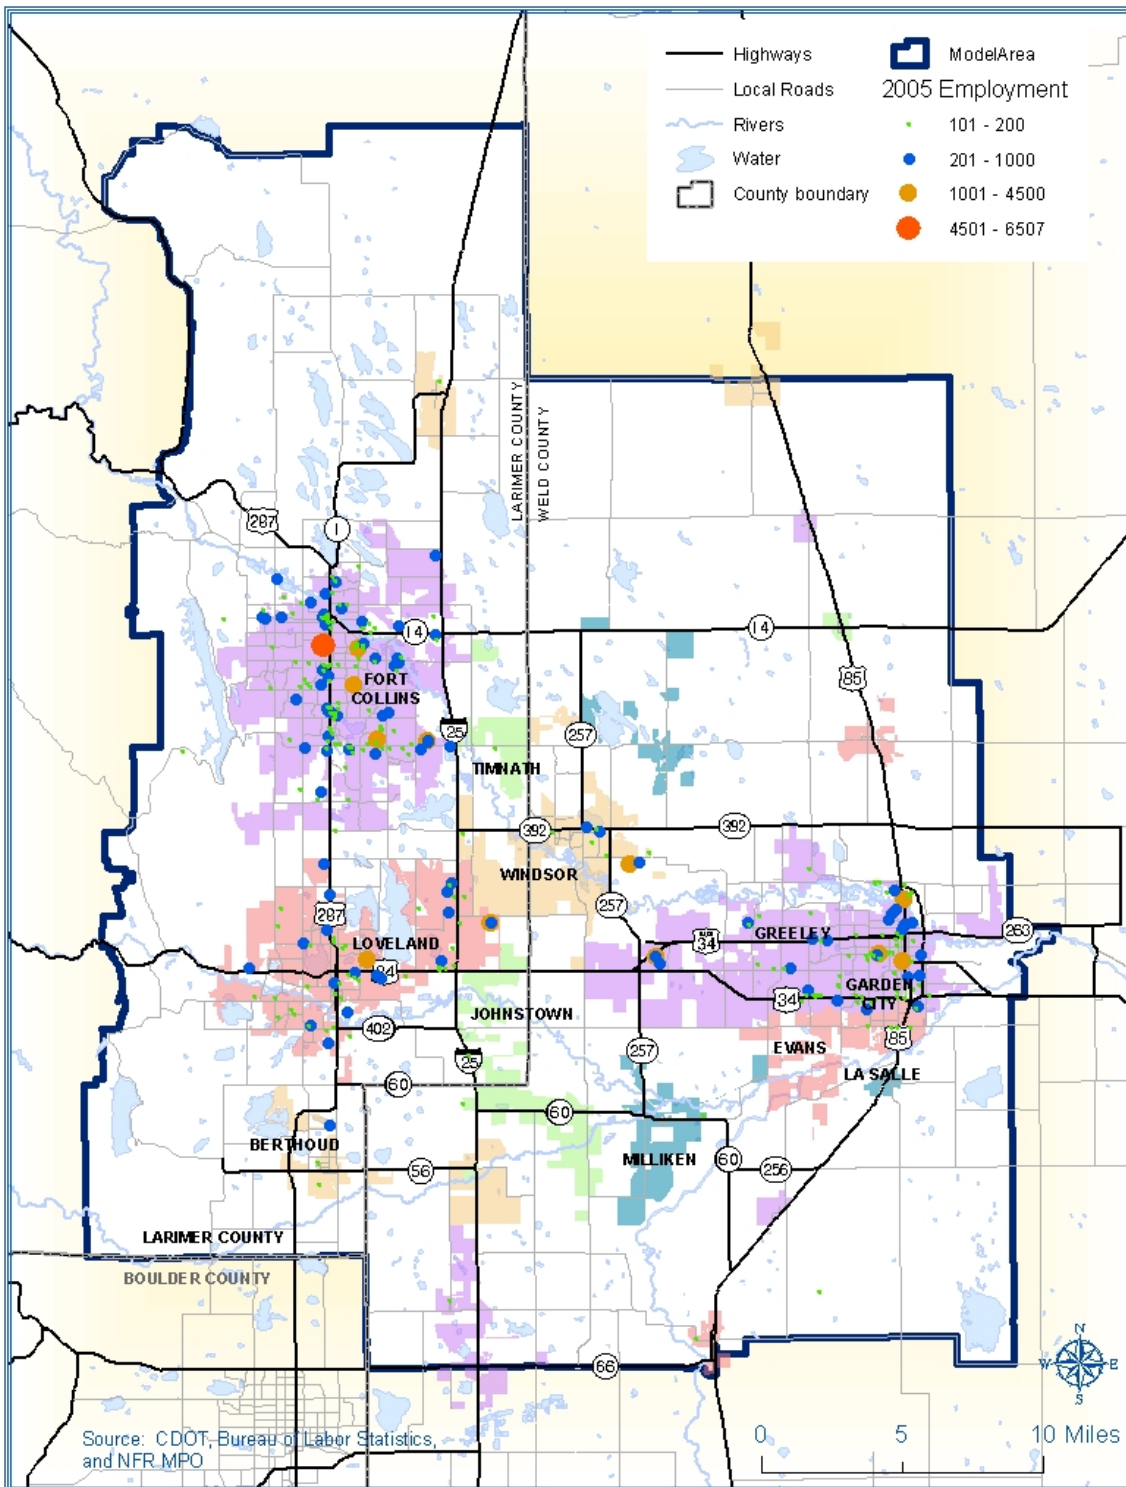 Highways
Local Roads
Rivers
Water
County boundary
ModelArea
2005 Employment
101 - 200
201 - 1000
1001 - 4500
4501 - 6507
LARIMER COUNTY
WELD COUNTY
287
1
14
14
FORT
COLLINS
85
25
257
TIMNATH
392
392
WINDSOR
257
287
LOVELAND
34
GREELEY
263
34
GARDEN
CITY
34
JOHNSTOWN
402
257
EVANS
85
25
LA SALLE
60
60
BERTHOUD
MILLIKEN
60
56
256
LARIMER COUNTY
BOULDER COUNTY
66
N
W
E
S
Source: CDOT, Bureau of Labor Statistics,
and NFR MPO
0 5 10 Miles